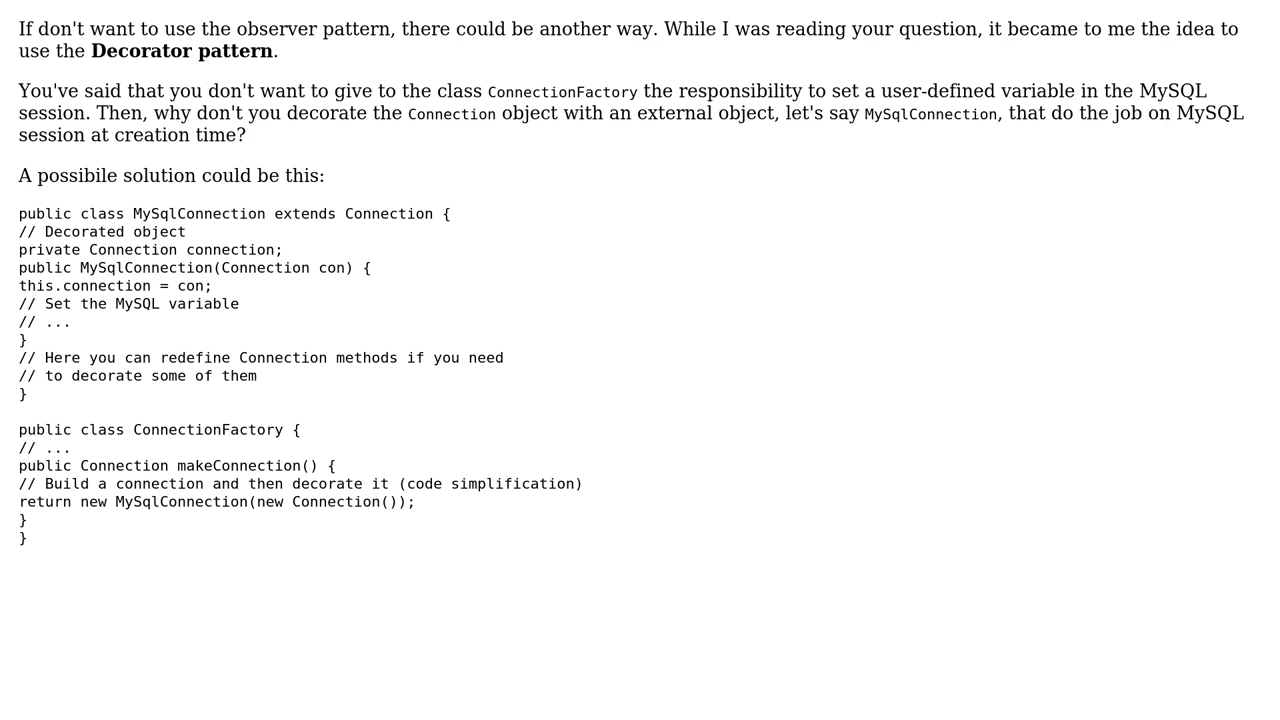 If don't want to use the observer pattern, there could be another way. While I was reading your question, it became to me the idea to
use the Decorator pattern.
You've said that you don't want to give to the class ConnectionFactory the responsibility to set a user-defined variable in the MySQL
session. Then, why don't you decorate the Connection object with an external object, let's say MySqlConnection, that do the job on MySQL
session at creation time?
A possibile solution could be this:
public class MySqlConnection extends Connection {
// Decorated object
private Connection connection;
public MySqlConnection(Connection con) {
this.connection = con;
// Set the MySQL variable
// ...
}
// Here you can redefine Connection methods if you need
// to decorate some of them
}
public class ConnectionFactory {
// ...
public Connection makeConnection() {
// Build a connection and then decorate it (code simplification)
return new MySqlConnection(new Connection());
}
}